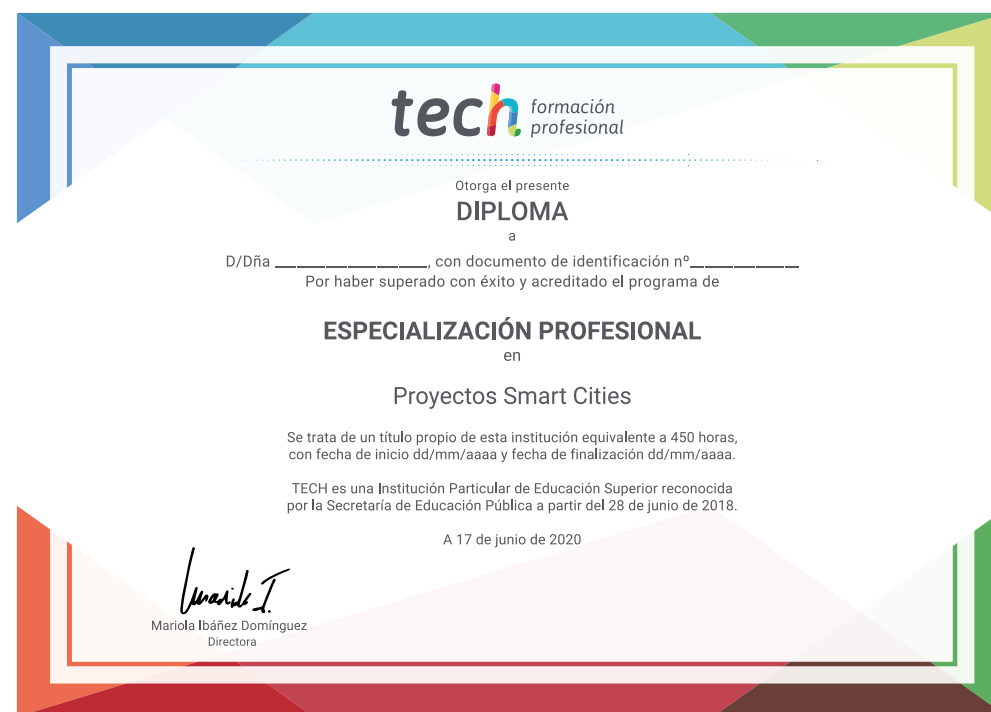 tech formación
profesional
Otorga el presente
DIPLOMA
a
D/Dña ____________________, con documento de identificación nº______________
Por haber superado con éxito y acreditado el programa de
ESPECIALIZACIÓN PROFESIONAL
en
Proyectos Smart Cities
Se trata de un título propio de esta institución equivalente a 450 horas,
con fecha de inicio dd/mm/aaaa y fecha de finalización dd/mm/aaaa.
TECH es una Institución Particular de Educación Superior reconocida
por la Secretaría de Educación Pública a partir del 28 de junio de 2018.
A 17 de junio de 2020
Mariola I.
Mariola Ibáñez Domínguez
Directora